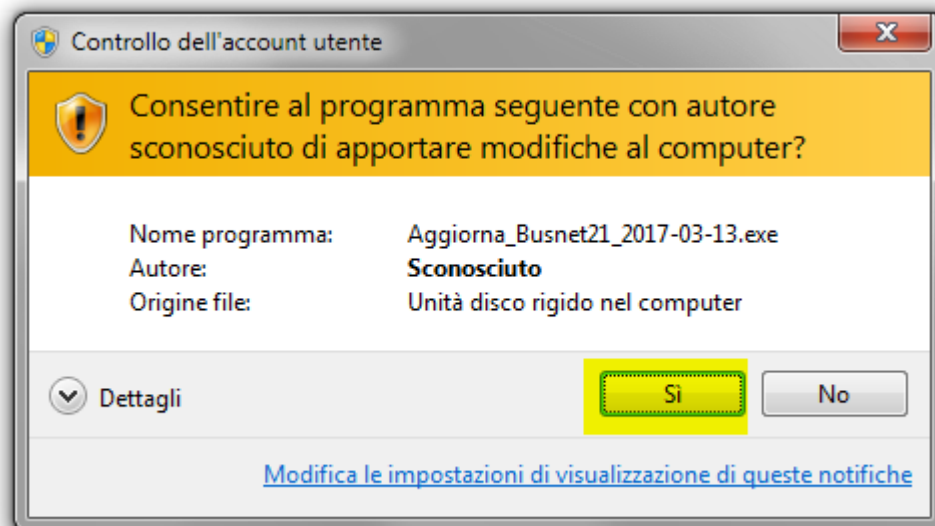 Controllo dell'account utente
Consentire al programma seguente con autore
sconosciuto di apportare modifiche al computer?
Nome programma: Aggiorna_Busnet21_2017-03-13.exe
Autore: Sconosciuto
Origine file: Unità disco rigido nel computer
Dettagli Sì No
Modifica le impostazioni di visualizzazione di queste notifiche